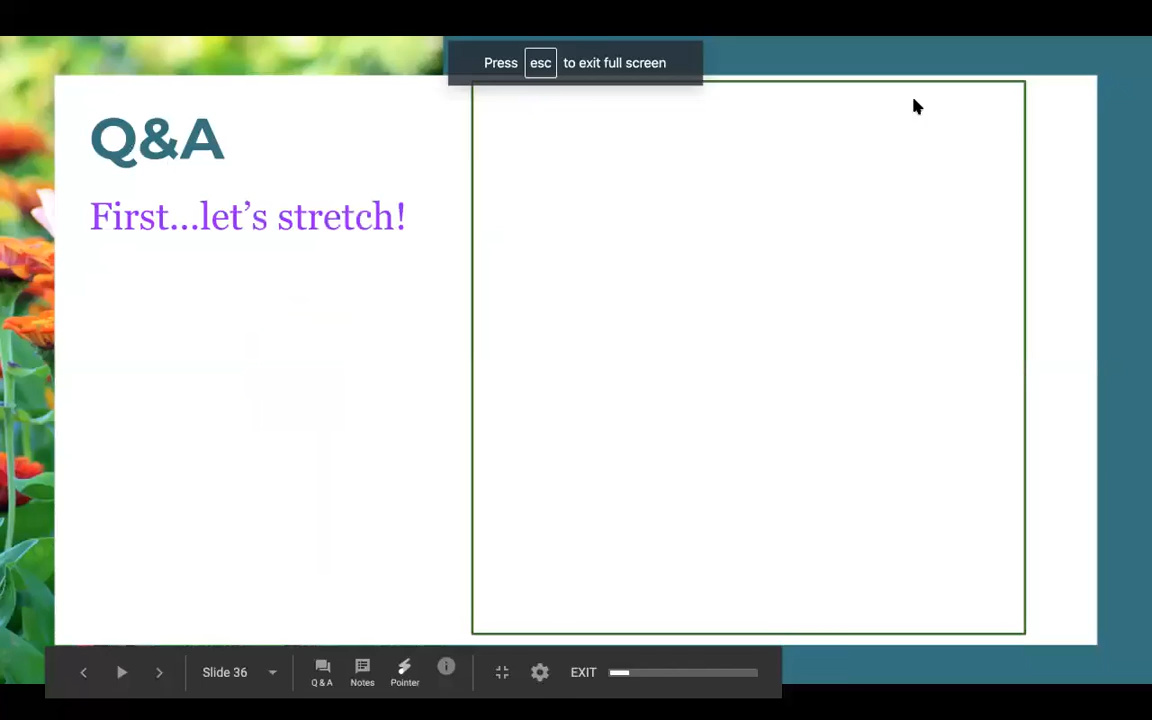 Press esc to exit full screen
Q&A
First...let's stretch!
Slide 36
Q & A
Notes
Pointer
EXIT